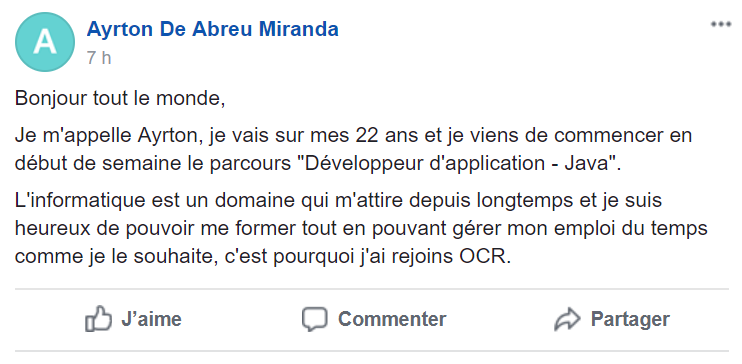 A
Ayrton De Abreu Miranda
7 h
Bonjour tout le monde,
Je m'appelle Ayrton, je vais sur mes 22 ans et je viens de commencer en
début de semaine le parcours "Développeur d'application - Java".
L'informatique est un domaine qui m'attire depuis longtemps et je suis
heureux de pouvoir me former tout en pouvant gérer mon emploi du temps
comme je le souhaite, c'est pourquoi j'ai rejoins OCR.
J’aime
Commenter
Partager